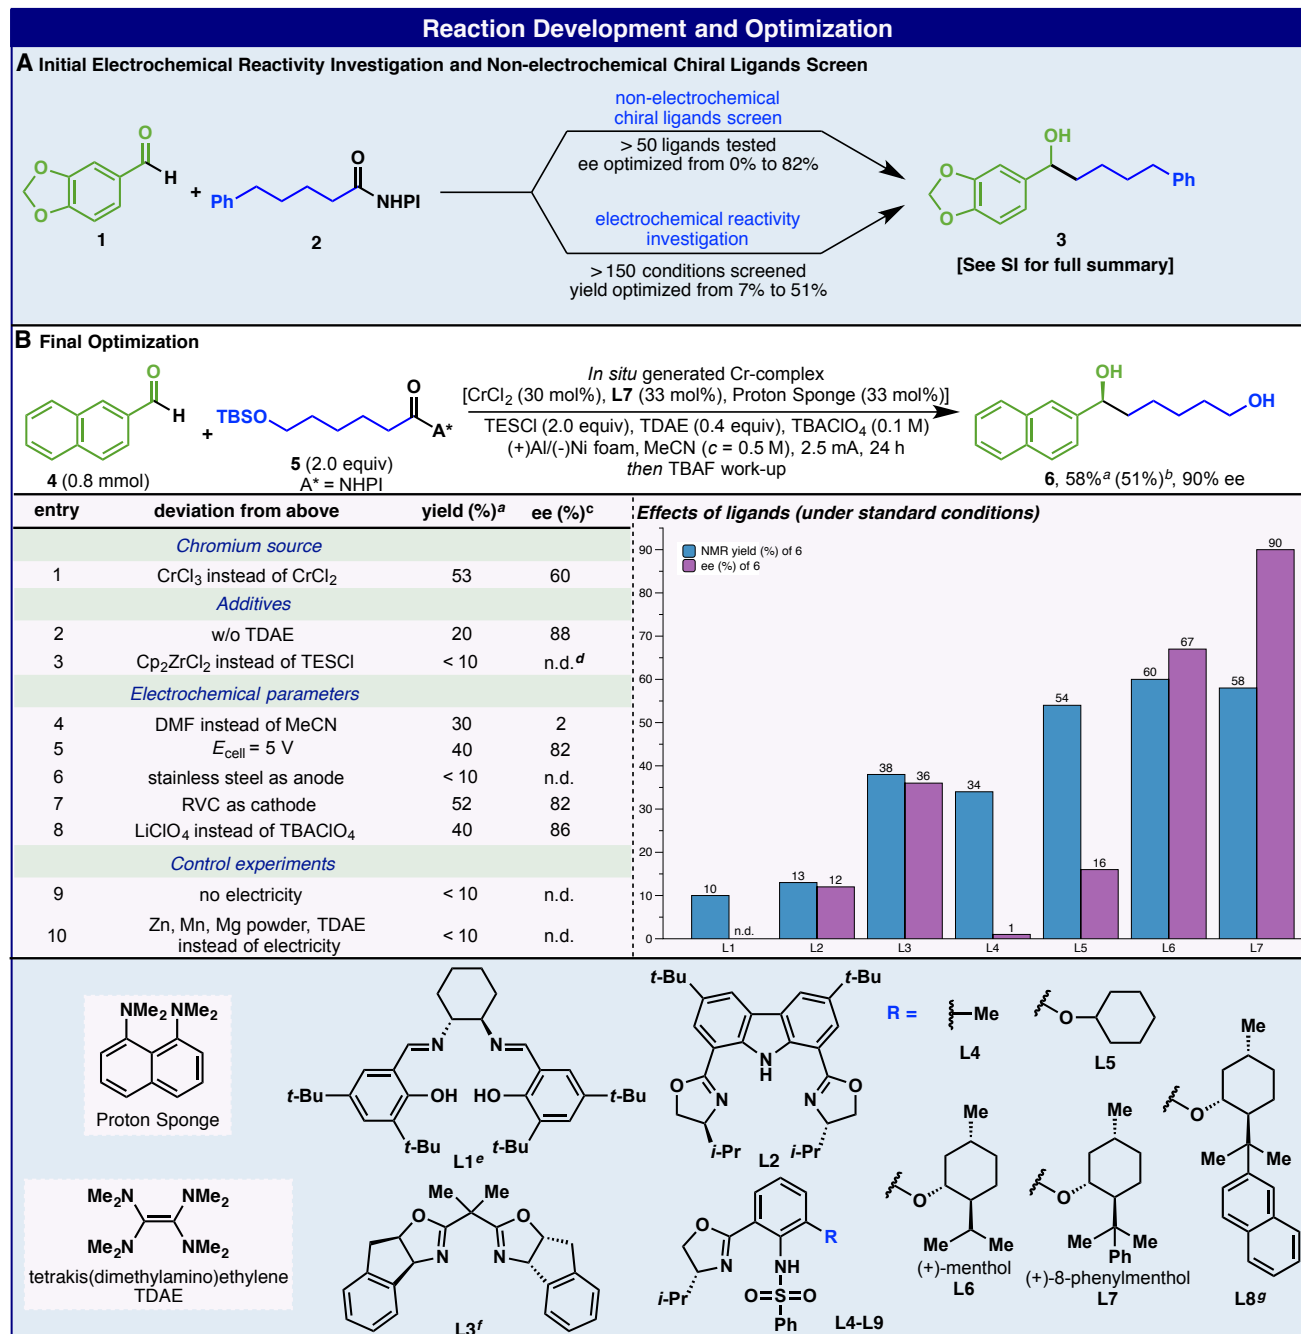 Reaction Development and Optimization
A Initial Electrochemical Reactivity Investigation and Non-electrochemical Chiral Ligands Screen
non-electrochemical
chiral ligands screen
> 50 ligands tested
ee optimized from 0% to 82%
electrochemical reactivity
investigation
> 150 conditions screened
yield optimized from 7% to 51%
O
O
O
H
1
+
Ph
O
NHPI
2
OH
O
O
Ph
3
[See SI for full summary]
B Final Optimization
O
H
4 (0.8 mmol)
+
TBSO
O
A*
5 (2.0 equiv)
A* = NHPI
In situ generated Cr-complex
[CrCl2 (30 mol%), L7 (33 mol%), Proton Sponge (33 mol%)]
TESCl (2.0 equiv), TDAE (0.4 equiv), TBAClO4 (0.1 M)
(+)Al/(-)Ni foam, MeCN (c = 0.5 M), 2.5 mA, 24 h
then TBAF work-up
OH
OH
6, 58%a (51%)b, 90% ee
entry deviation from above yield (%)a ee (%)c
Chromium source
1 CrCl3 instead of CrCl2 53 60
Additives
2 w/o TDAE 20 88
3 Cp2ZrCl2 instead of TESCl < 10 n.d.d
Electrochemical parameters
4 DMF instead of MeCN 30 2
5 Ecell = 5 V 40 82
6 stainless steel as anode < 10 n.d.
7 RVC as cathode 52 82
8 LiClO4 instead of TBAClO4 40 86
Control experiments
9 no electricity < 10 n.d.
10 Zn, Mn, Mg powder, TDAE
instead of electricity < 10 n.d.
Effects of ligands (under standard conditions)
NMR yield (%) of 6
ee (%) of 6
90
80
70
60
50
40
30
20
10
0
10 n.d.
13 12
38 36
34 1
54 16
60 67
58 90
L1 L2 L3 L4 L5 L6 L7
NMe2 NMe2
Proton Sponge
Me2N NMe2
Me2N NMe2
tetrakis(dimethylamino)ethylene
TDAE
N N
OH HO
t-Bu t-Bu
t-Bu t-Bu
L1e
t-Bu t-Bu
N
H
O O
N N
i-Pr i-Pr
L2
Me Me
O O
N N
L3f
O
N
i-Pr
R
NH
O=S=O
Ph
L4-L9
R =
Me
L4
O
L5
Me
O
Me Me
(+)-menthol
L6
Me
O
Me Me
Ph
(+)-8-phenylmenthol
L7
Me
O
Me Me
L8g